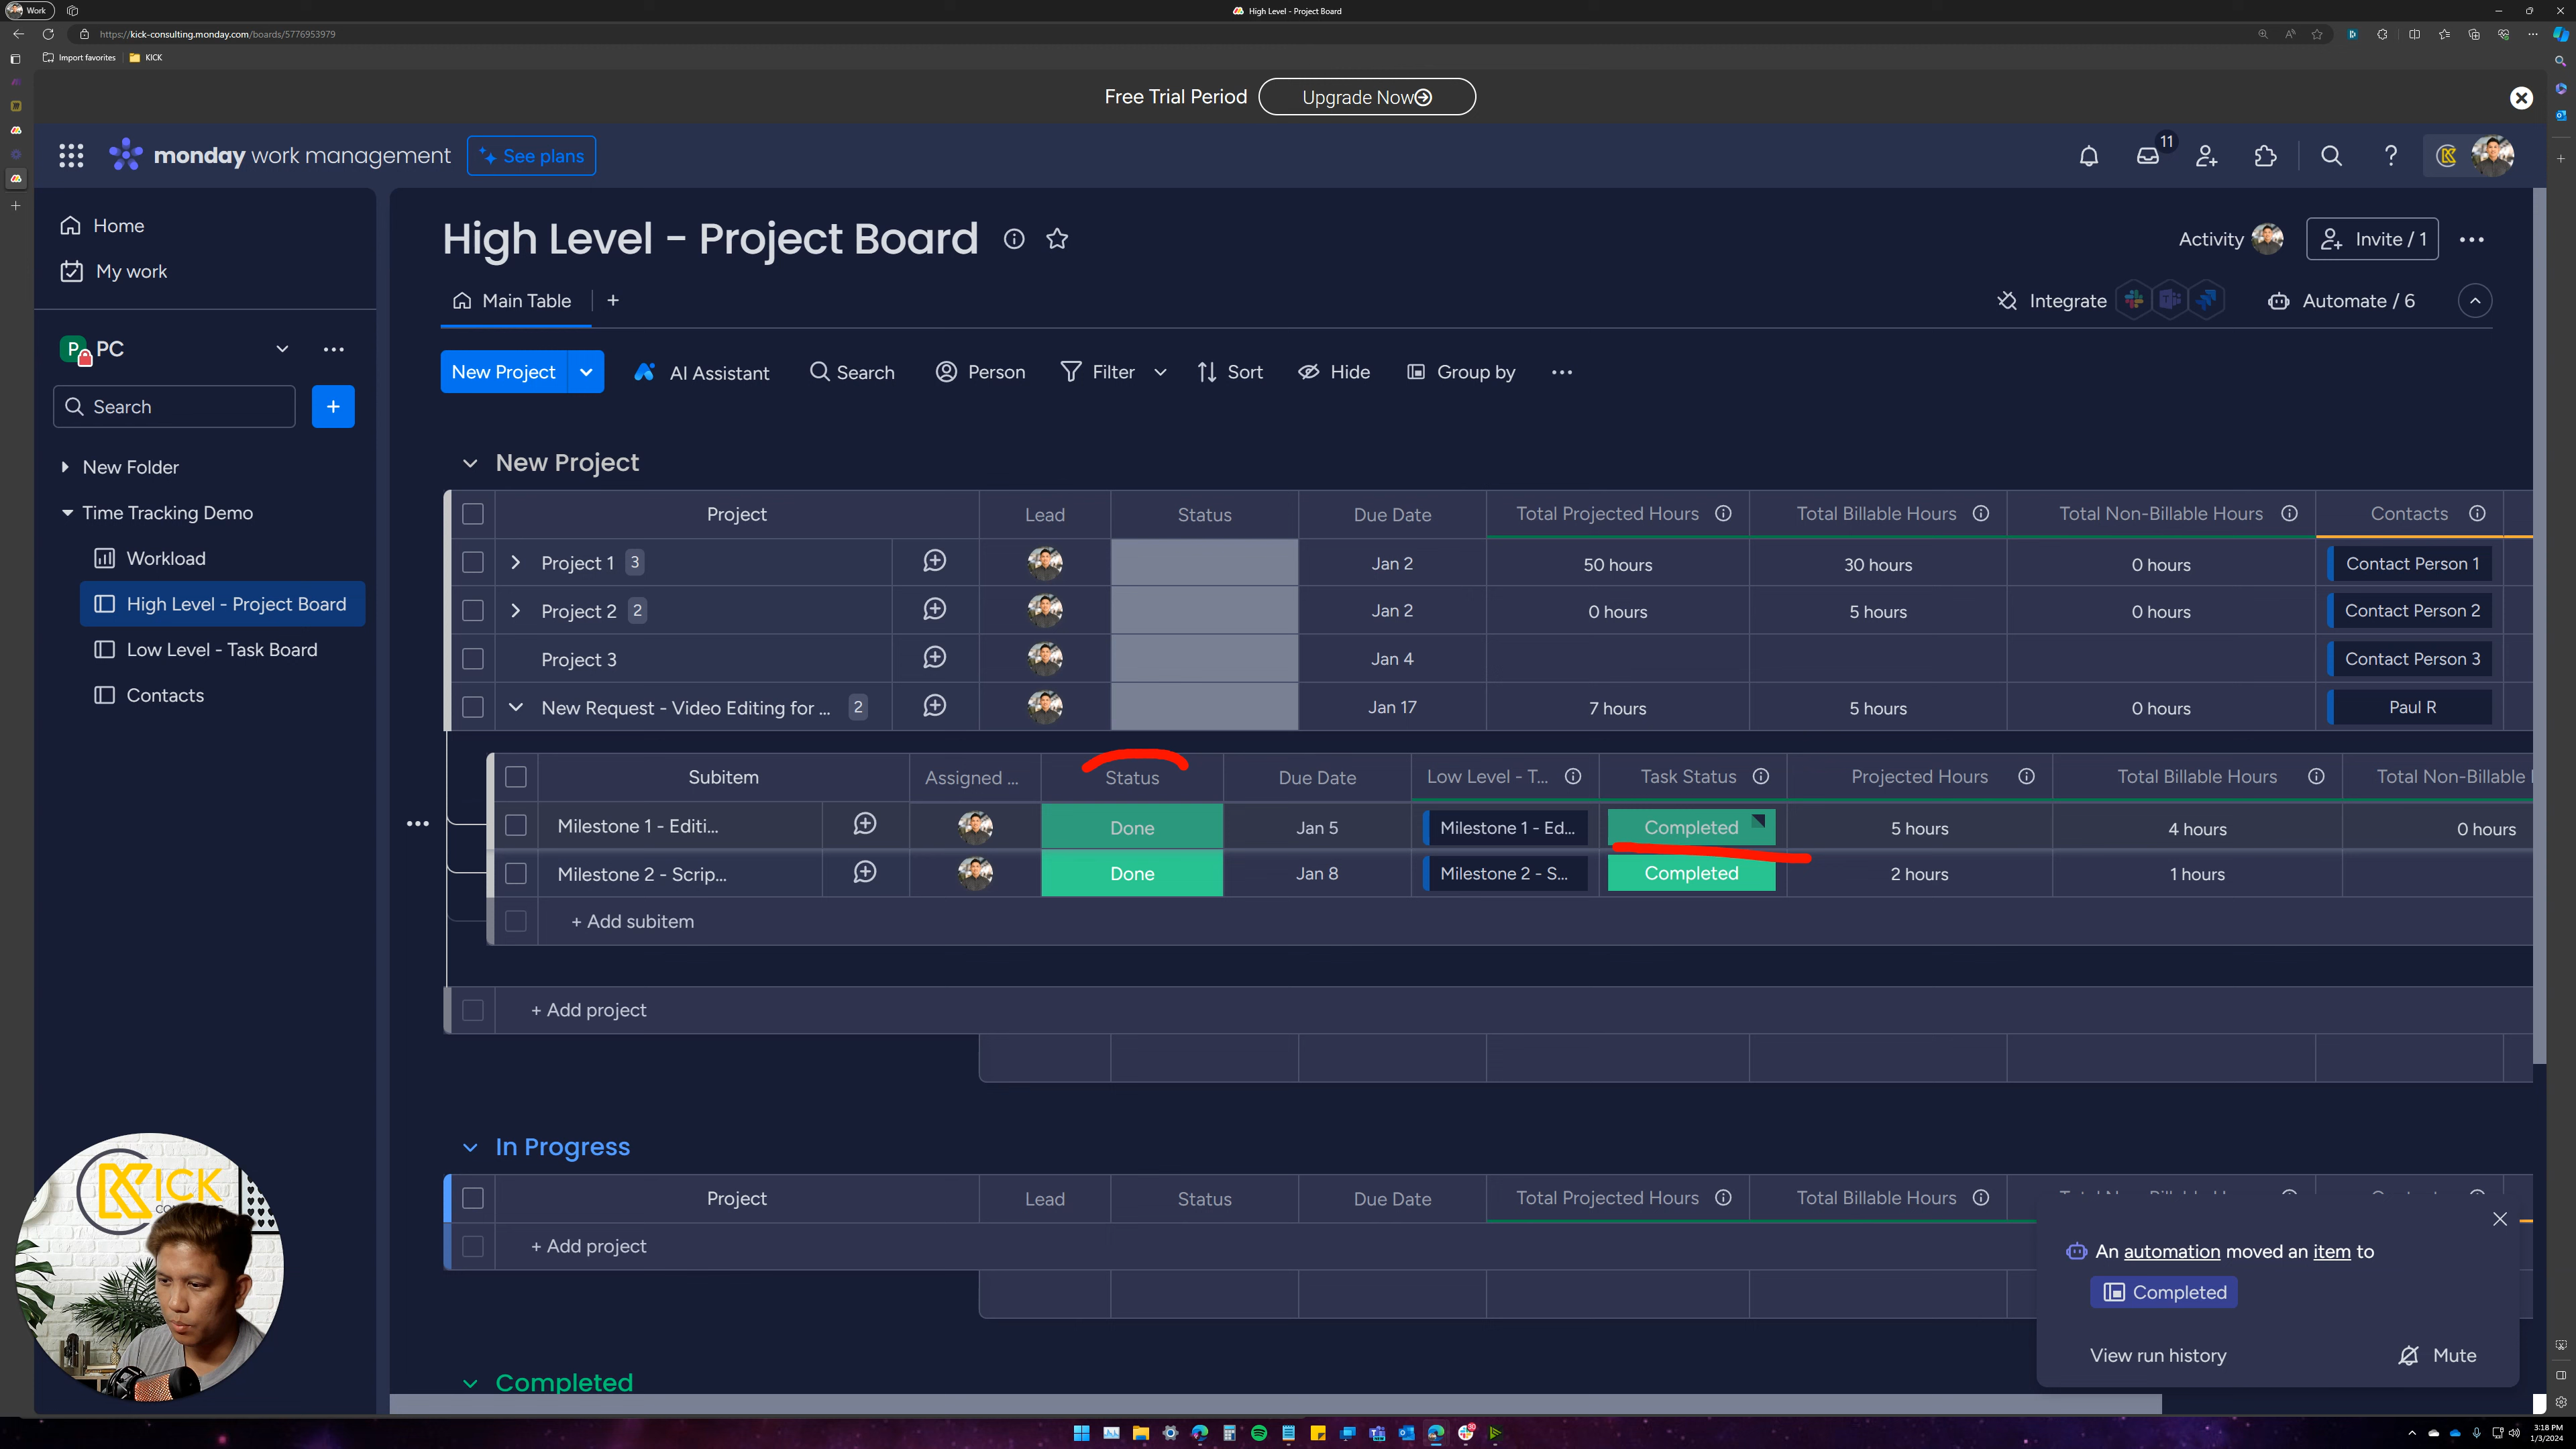 Work
High Level - Project Board
https://kick-consulting.monday.com/boards/5776953979
Import favorites
KICK
Free Trial Period
Upgrade Now
monday work management
See plans
11
Home
My work
P PC
Search
+
New Folder
Time Tracking Demo
Workload
High Level - Project Board
Low Level - Task Board
Contacts
High Level - Project Board
Activity
Invite / 1
Main Table
+
Integrate
Automate / 6
New Project
AI Assistant
Search
Person
Filter
Sort
Hide
Group by
New Project
Project Lead Status Due Date Total Projected Hours Total Billable Hours Total Non-Billable Hours Contacts
Project 1 3 Jan 2 50 hours 30 hours 0 hours Contact Person 1
Project 2 2 Jan 2 0 hours 5 hours 0 hours Contact Person 2
Project 3 Jan 4 Contact Person 3
New Request - Video Editing for ... 2 Jan 17 7 hours 5 hours 0 hours Paul R
Subitem Assigned ... Status Due Date Low Level - T... Task Status Projected Hours Total Billable Hours Total Non-Billable
Milestone 1 - Editi... Done Jan 5 Milestone 1 - Ed... Completed 5 hours 4 hours 0 hours
Milestone 2 - Scrip... Done Jan 8 Milestone 2 - S... Completed 2 hours 1 hours
+ Add subitem
+ Add project
In Progress
Project Lead Status Due Date Total Projected Hours Total Billable Hours
+ Add project
An automation moved an item to
Completed
View run history
Mute
Completed
KICK
3:18 PM
1/3/2024